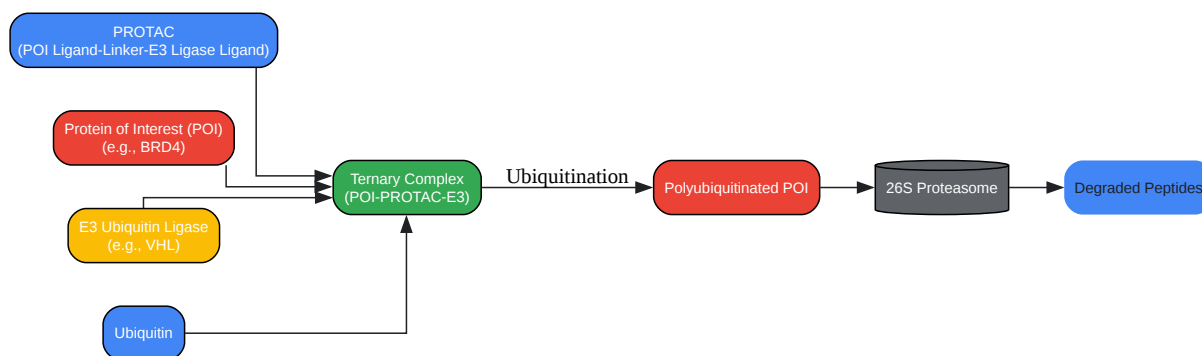 PROTAC
(POI Ligand-Linker-E3 Ligase Ligand)
Protein of Interest (POI)
(e.g., BRD4)
E3 Ubiquitin Ligase
(e.g., VHL)
Ubiquitin
Ternary Complex
(POI-PROTAC-E3)
Ubiquitination
Polyubiquitinated POI
26S Proteasome
Degraded Peptides